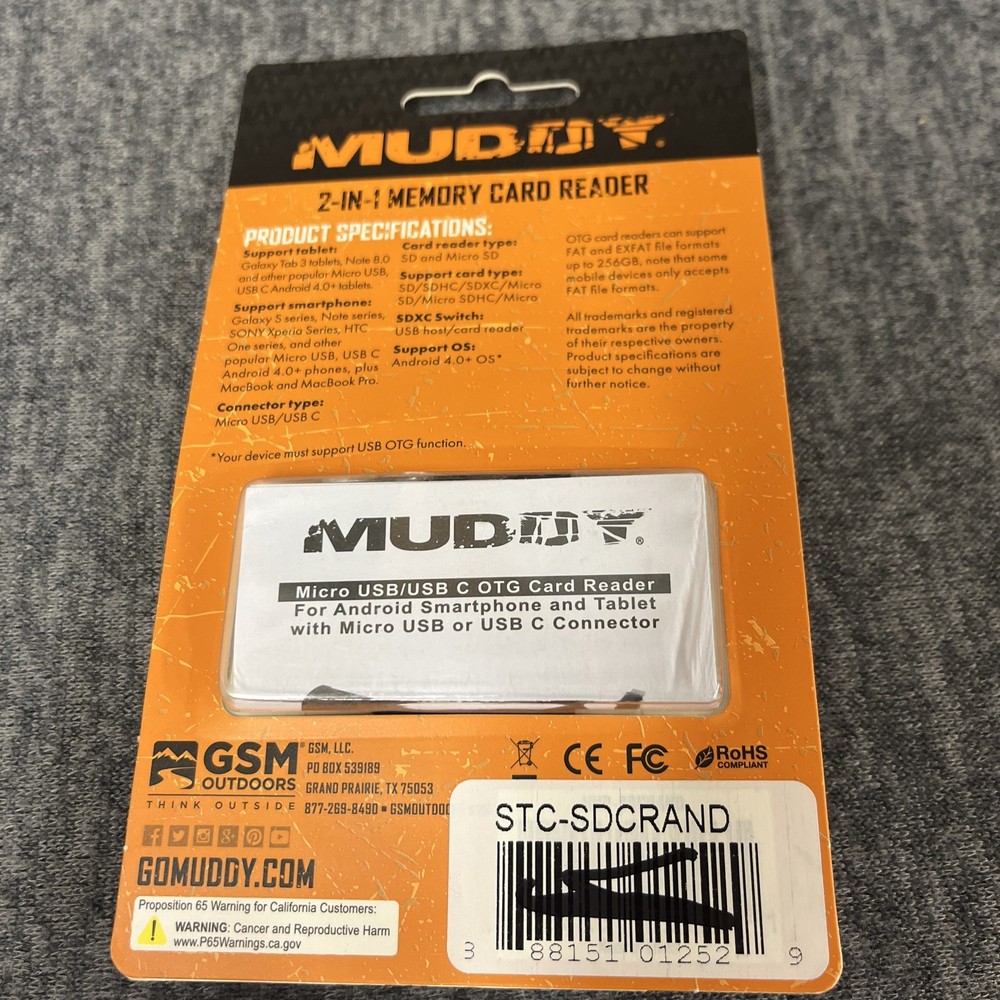 MUDDY.
2-IN-1 MEMORY CARD READER
PRODUCT SPECIFICATIONS:
Support tablet:
Galaxy Tab 3 tablets, Note 8.0
and other popular Micro USB,
USB C Android 4.0+ tablets.
Support smartphone:
Galaxy S series, Note series,
SONY Xperia Series, HTC
One series, and other
popular Micro USB, USB C
Android 4.0+ phones, plus
MacBook and MacBook Pro.
Connector type:
Micro USB/USB C
Card reader type:
SD and Micro SD
Support card type:
SD/SDHC/SDXC/Micro
SD/Micro SDHC/Micro
SDXC Switch:
USB host/card reader
Support OS:
Android 4.0+ OS*
OTG card readers can support
FAT and EXFAT file formats
up to 256GB, note that some
mobile devices only accepts
FAT file formats.
All trademarks and registered
trademarks are the property
of their respective owners.
Product specifications are
subject to change without
further notice.
*Your device must support USB OTG function.
MUDDY®
Micro USB/USB C OTG Card Reader
For Android Smartphone and Tablet
with Micro USB or USB C Connector
GSM®
OUTDOORS
THINK OUTSIDE
GSM, LLC.
PO BOX 539189
GRAND PRAIRIE, TX 75053
877-269-8490 ▪ GSMOUTDOO
CE FC RoHS
COMPLIANT
GOMUDDY.COM
Proposition 65 Warning for California Customers:
WARNING: Cancer and Reproductive Harm
www.P65Warnings.ca.gov
STC-SDCRAND
3 88151 01252 9